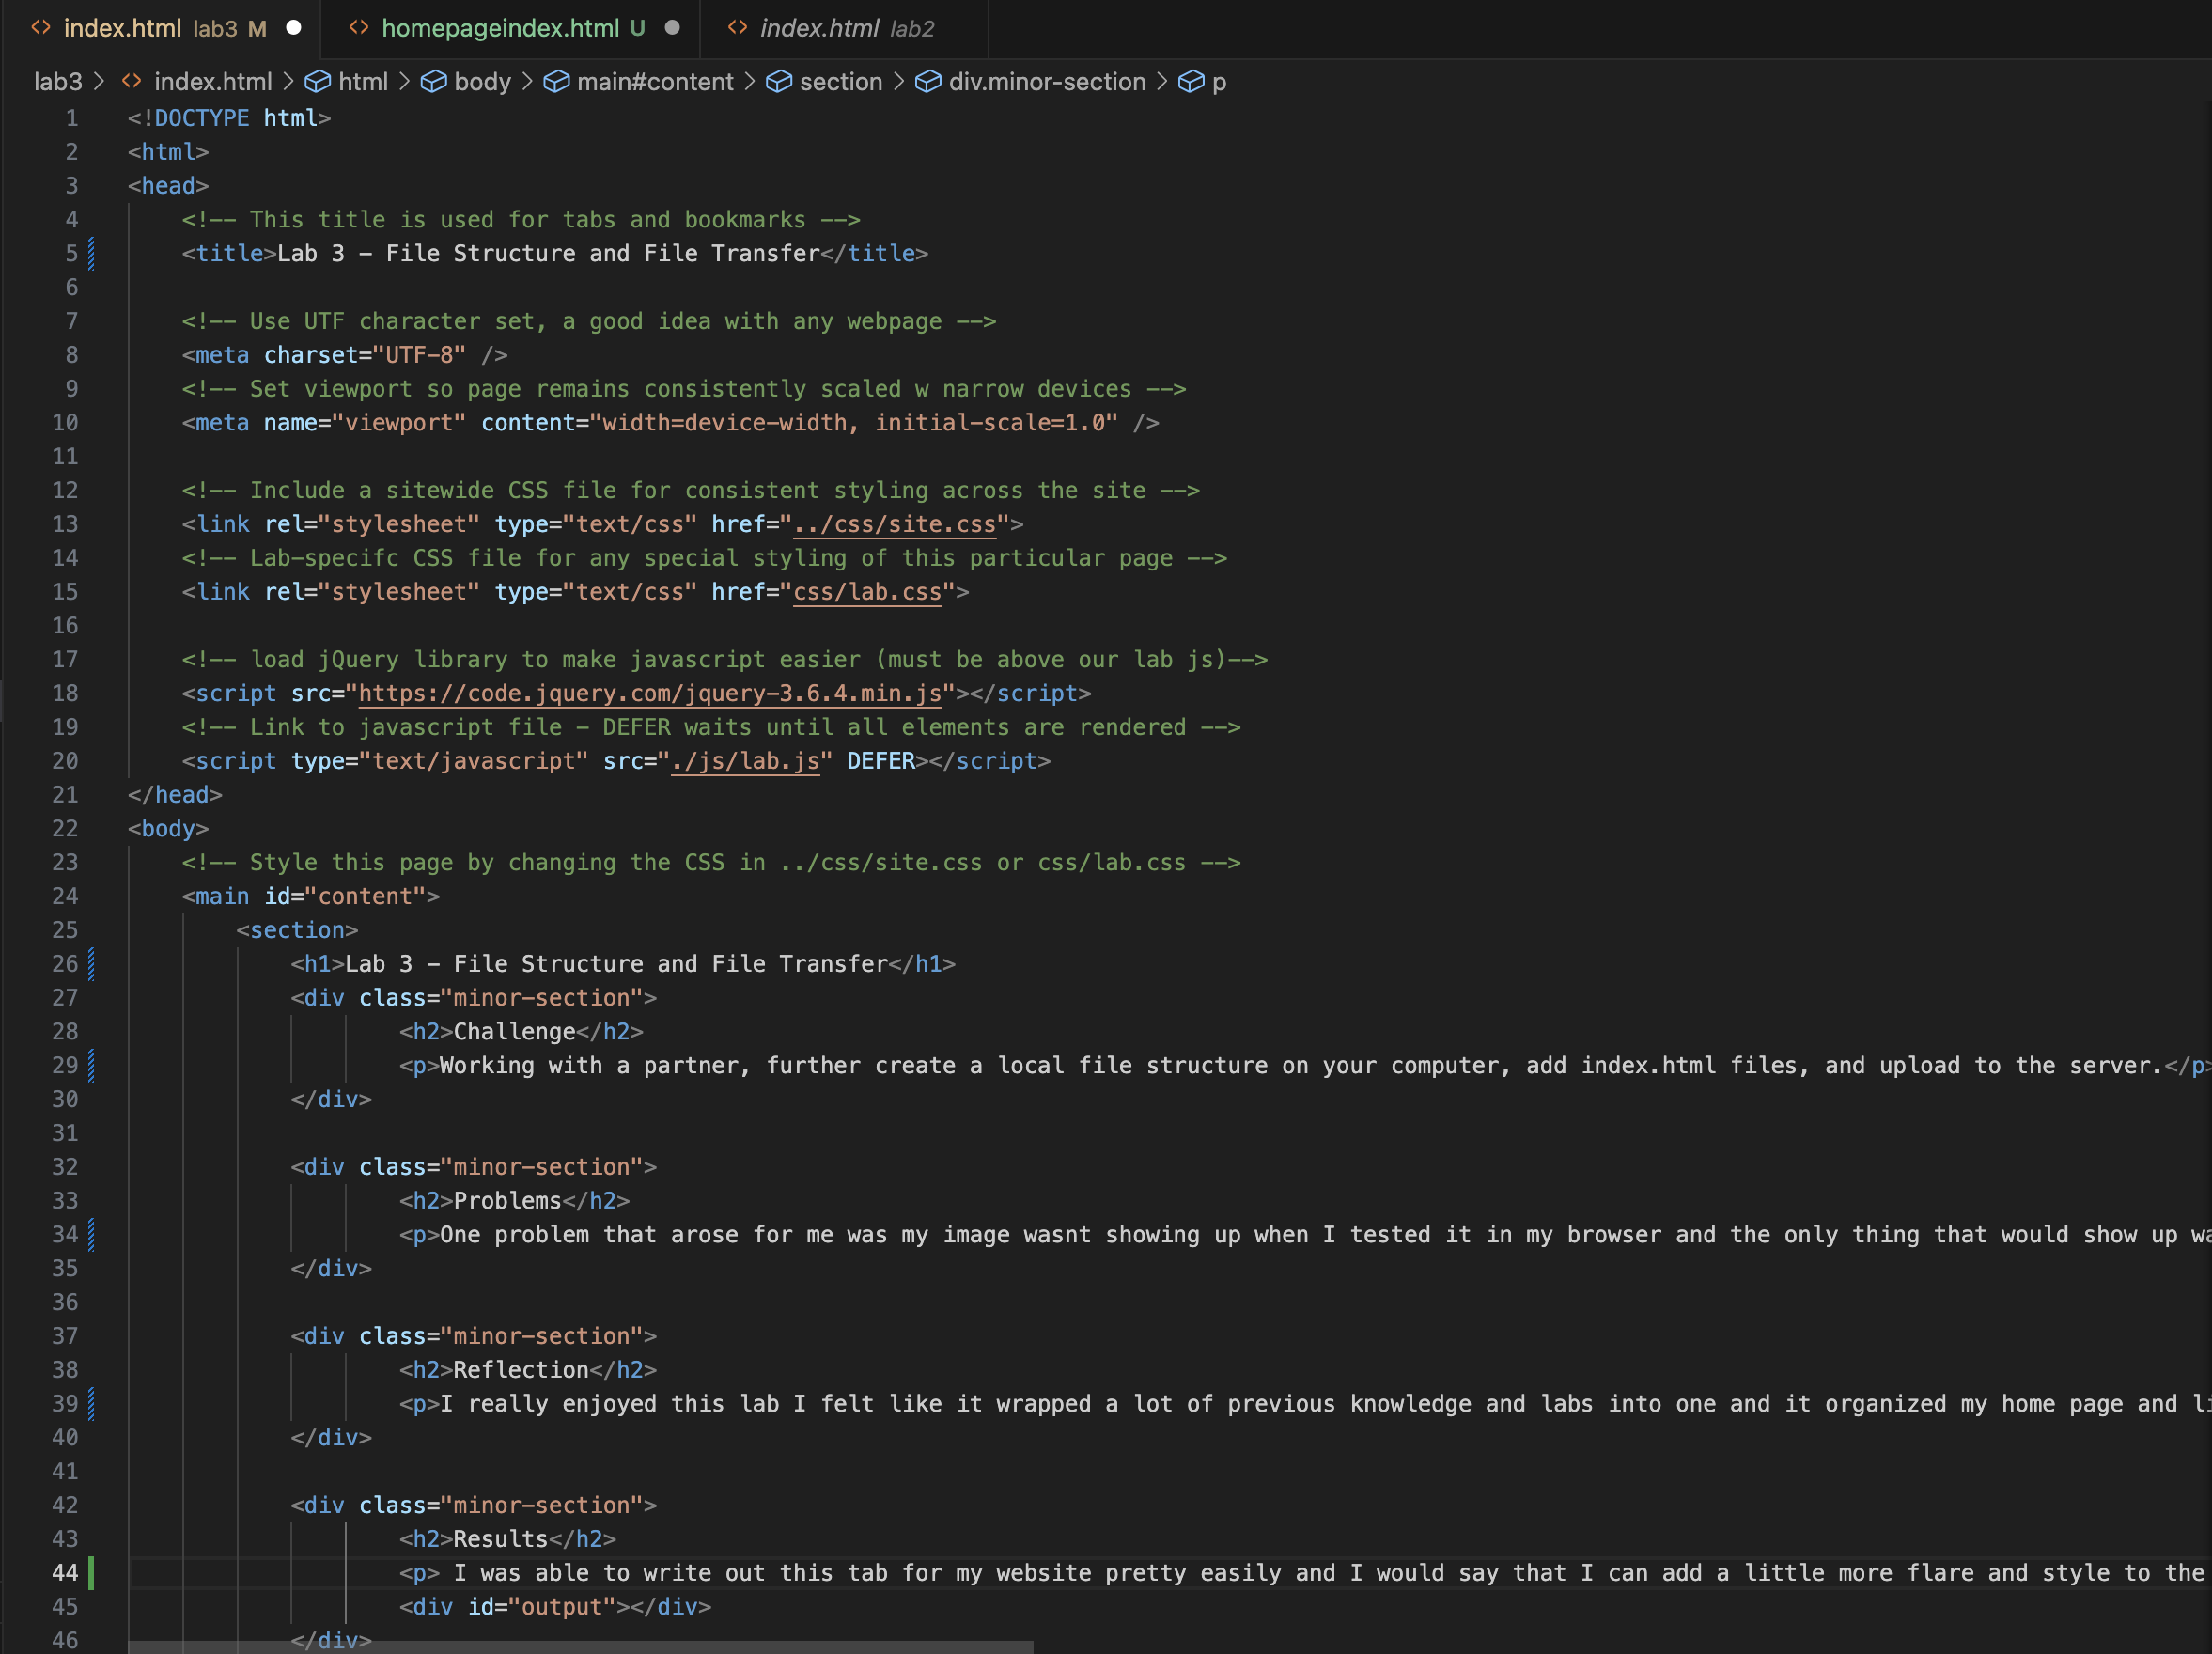 index.html lab3 M homepageindex.html U index.html lab2
lab3 > index.html > html > body > main#content > section > div.minor-section > p
1 <!DOCTYPE html>
2 <html>
3 <head>
4 <!-- This title is used for tabs and bookmarks -->
5 <title>Lab 3 - File Structure and File Transfer</title>
6
7 <!-- Use UTF character set, a good idea with any webpage -->
8 <meta charset="UTF-8" />
9 <!-- Set viewport so page remains consistently scaled w narrow devices -->
10 <meta name="viewport" content="width=device-width, initial-scale=1.0" />
11
12 <!-- Include a sitewide CSS file for consistent styling across the site -->
13 <link rel="stylesheet" type="text/css" href="../css/site.css">
14 <!-- Lab-specifc CSS file for any special styling of this particular page -->
15 <link rel="stylesheet" type="text/css" href="css/lab.css">
16
17 <!-- load jQuery library to make javascript easier (must be above our lab js)-->
18 <script src="https://code.jquery.com/jquery-3.6.4.min.js"></script>
19 <!-- Link to javascript file - DEFER waits until all elements are rendered -->
20 <script type="text/javascript" src="./js/lab.js" DEFER></script>
21 </head>
22 <body>
23 <!-- Style this page by changing the CSS in ../css/site.css or css/lab.css -->
24 <main id="content">
25 <section>
26 <h1>Lab 3 - File Structure and File Transfer</h1>
27 <div class="minor-section">
28 <h2>Challenge</h2>
29 <p>Working with a partner, further create a local file structure on your computer, add index.html files, and upload to the server.</p>
30 </div>
31
32 <div class="minor-section">
33 <h2>Problems</h2>
34 <p>One problem that arose for me was my image wasnt showing up when I tested it in my browser and the only thing that would show up
35 </div>
36
37 <div class="minor-section">
38 <h2>Reflection</h2>
39 <p>I really enjoyed this lab I felt like it wrapped a lot of previous knowledge and labs into one and it organized my home page and
40 </div>
41
42 <div class="minor-section">
43 <h2>Results</h2>
44 <p> I was able to write out this tab for my website pretty easily and I would say that I can add a little more flare and style to the
45 <div id="output"></div>
46 </div>